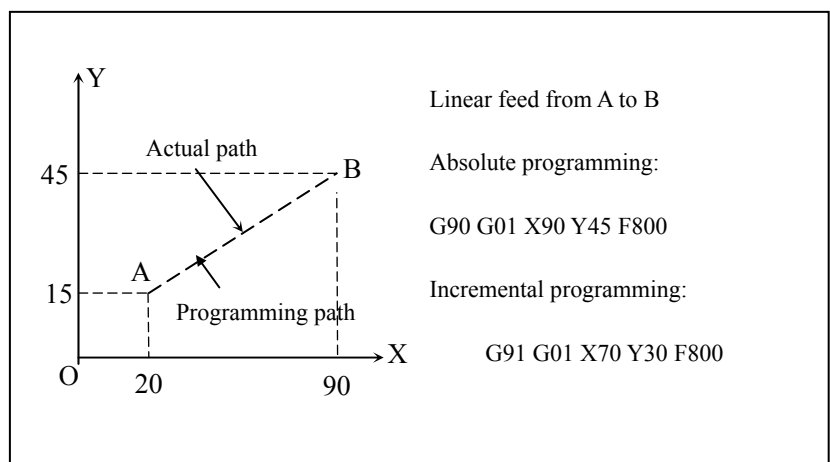 Y
Linear feed from A to B
Actual path
45
B
Absolute programming:
G90 G01 X90 Y45 F800
A
15
Programming path
Incremental programming:
G91 G01 X70 Y30 F800
X
O
20
90